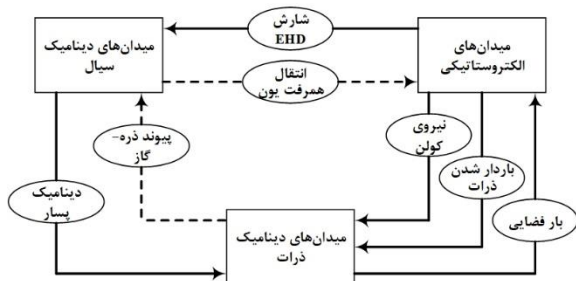 شارش
EHD
میدان‌های
الکتروستاتیکی
میدان‌های دینامیک
سیال
انتقال
همرفت یون
نیروی
کولن
پیوند ذره-
گاز
باردار شدن
ذرات
دینامیک
پسار
بار فضایی
میدان‌های دینامیک
ذرات